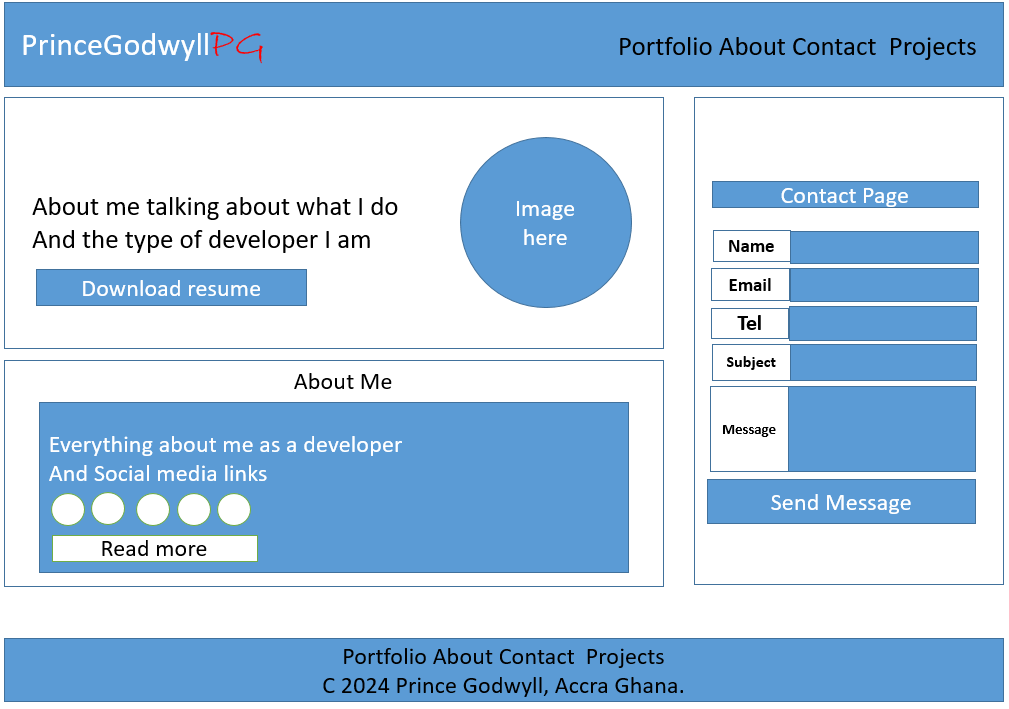 PrinceGodwyllPG
Portfolio About Contact  Projects
About me talking about what I do
And the type of developer I am
Download resume
Image
here
About Me
Everything about me as a developer
And Social media links
Read more
Contact Page
Name
Email
Tel
Subject
Message
Send Message
Portfolio About Contact  Projects
C 2024 Prince Godwyll, Accra Ghana.